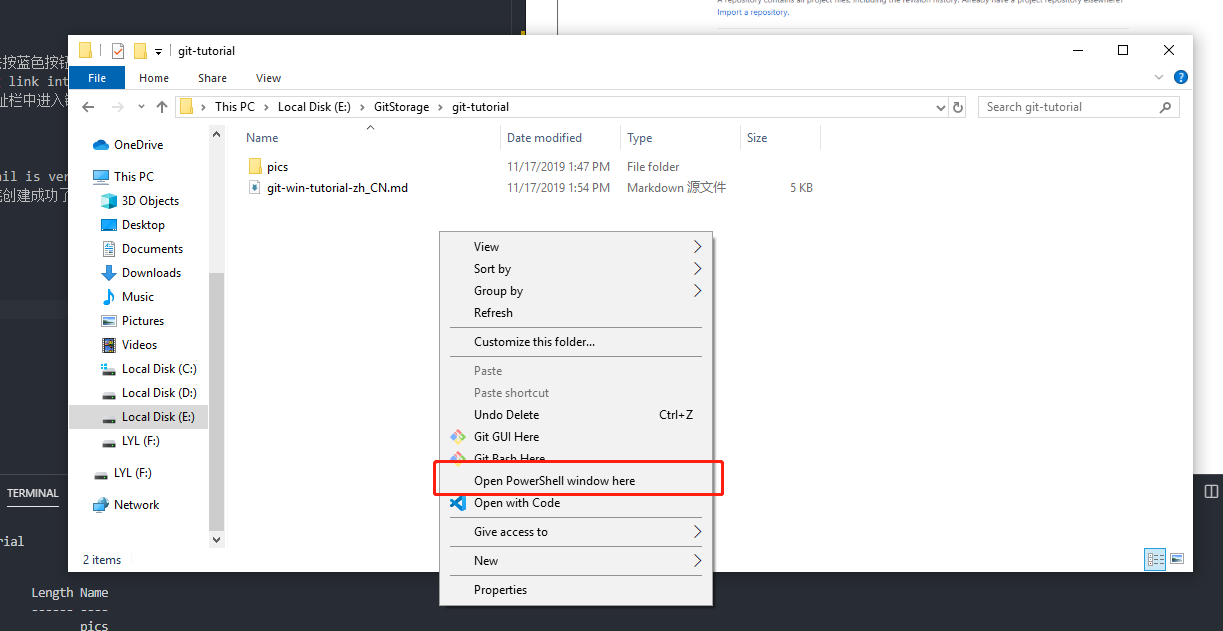 A repository contains all project files, including the revision history. Already have a project repository elsewhere?
Import a repository.
按蓝色按钮
link int
址栏中进入
ail is ver
创建成功了
git-tutorial
File Home Share View
This PC Local Disk (E:) GitStorage git-tutorial Search git-tutorial
Name Date modified Type Size
OneDrive
This PC
3D Objects
Desktop
Documents
Downloads
Music
Pictures
Videos
Local Disk (C:)
Local Disk (D:)
Local Disk (E:)
LYL (F:)
LYL (F:)
Network
pics 11/17/2019 1:47 PM File folder
git-win-tutorial-zh_CN.md 11/17/2019 1:54 PM Markdown 源文件 5 KB
View
Sort by
Group by
Refresh
Customize this folder...
Paste
Paste shortcut
Undo Delete Ctrl+Z
Git GUI Here
Git Bash Here
Open PowerShell window here
Open with Code
Give access to
New
Properties
2 items
TERMINAL
rial
Length Name
------ ----
pics